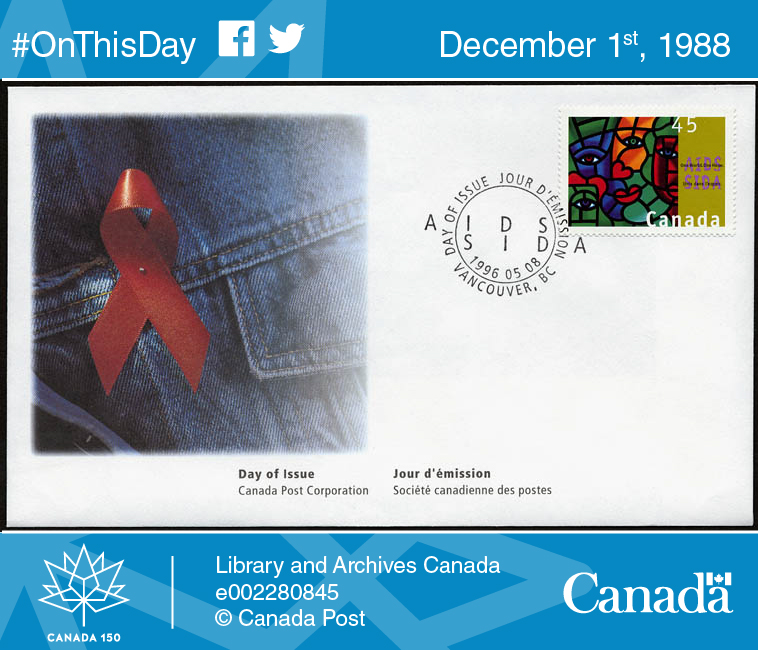 #OnThisDay
December 1st, 1988
45
AIDS
SIDA
Canada
DAY OF ISSUE JOUR D'ÉMISSION
AIDS
SIDA
1996 05 08
VANCOUVER, BC
Day of Issue
Canada Post Corporation
Jour d'émission
Société canadienne des postes
CANADA 150
Library and Archives Canada
e002280845
© Canada Post
Canada